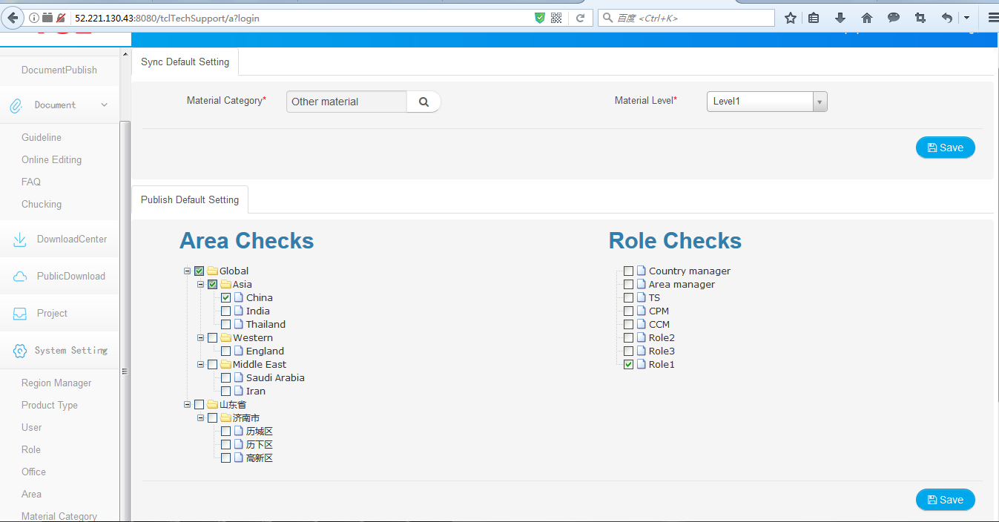 52.221.130.43:8080/tclTechSupport/a?login
百度 <Ctrl+K>
DocumentPublish
Document
Guideline
Online Editing
FAQ
Chucking
DownloadCenter
PublicDownload
Project
System Setting
Region Manager
Product Type
User
Role
Office
Area
Material Category
Sync Default Setting
Material Category*
Other material
Material Level*
Level1
Save
Publish Default Setting
Area Checks
Global
Asia
China
India
Thailand
Western
England
Middle East
Saudi Arabia
Iran
山东省
济南市
历城区
历下区
高新区
Role Checks
Country manager
Area manager
TS
CPM
CCM
Role2
Role3
Role1
Save